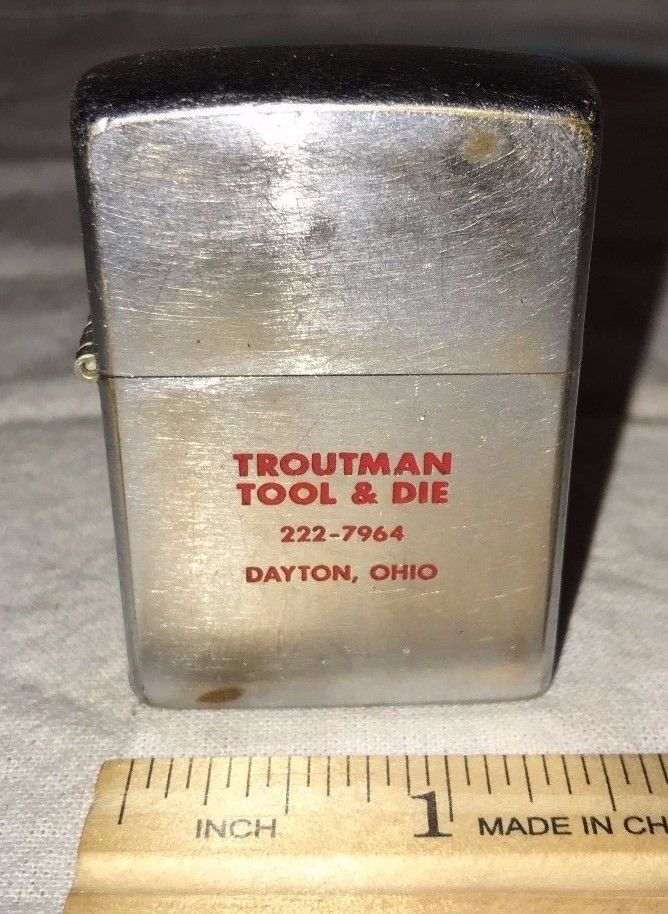 TROUTMAN
TOOL & DIE
222-7964
DAYTON, OHIO
INCH
1
MADE IN CH